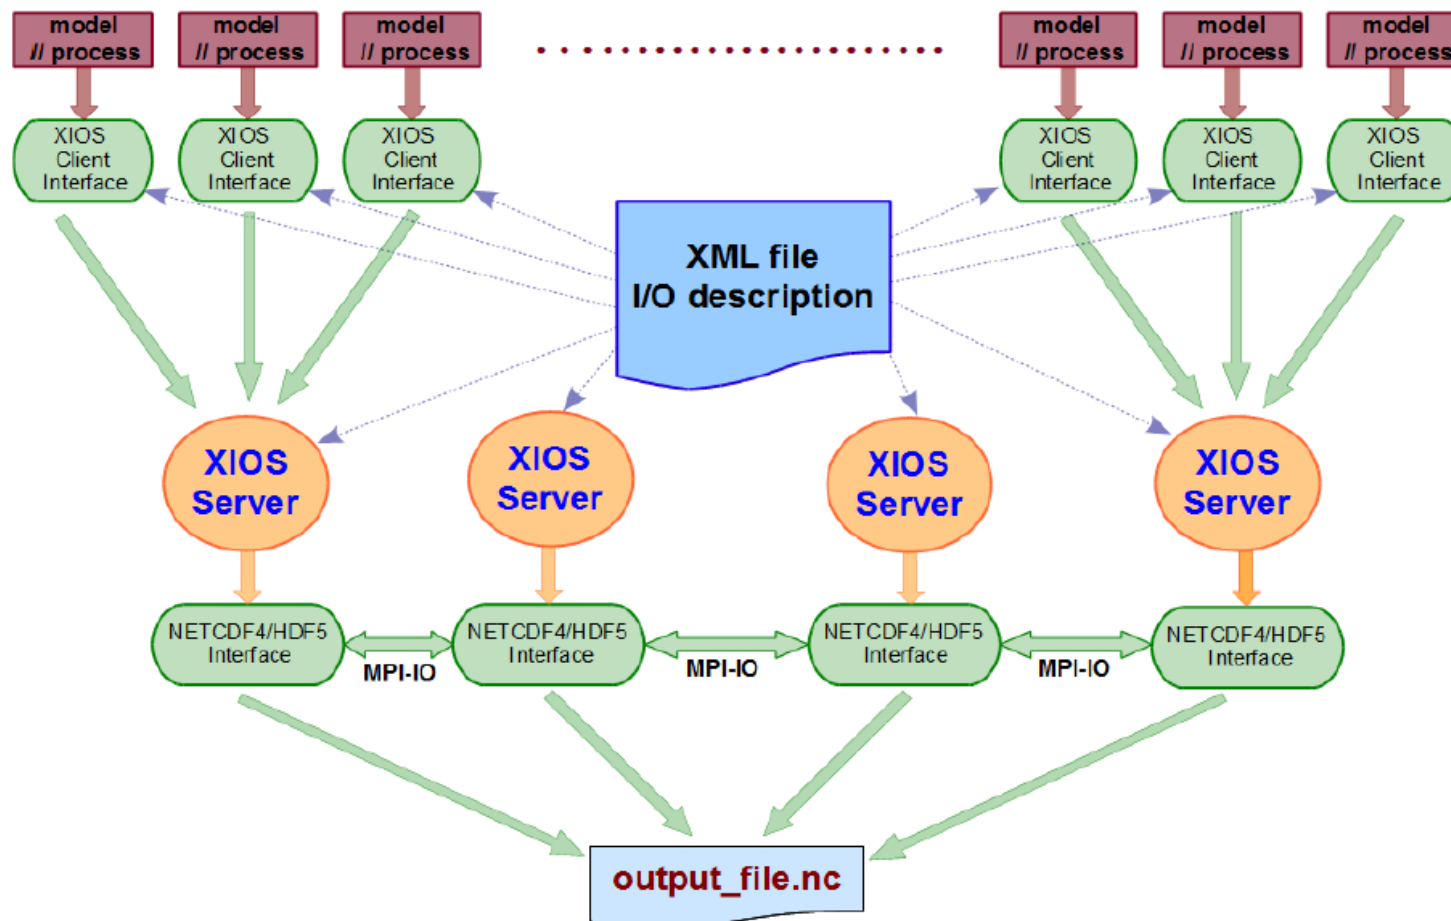 model
// process
model
// process
model
// process
model
// process
model
// process
model
// process
XIOS
Client
Interface
XIOS
Client
Interface
XIOS
Client
Interface
XIOS
Client
Interface
XIOS
Client
Interface
XIOS
Client
Interface
XML file
I/O description
XIOS
Server
XIOS
Server
XIOS
Server
XIOS
Server
NETCDF4/HDF5
Interface
MPI-IO
NETCDF4/HDF5
Interface
MPI-IO
NETCDF4/HDF5
Interface
MPI-IO
NETCDF4/HDF5
Interface
output_file.nc